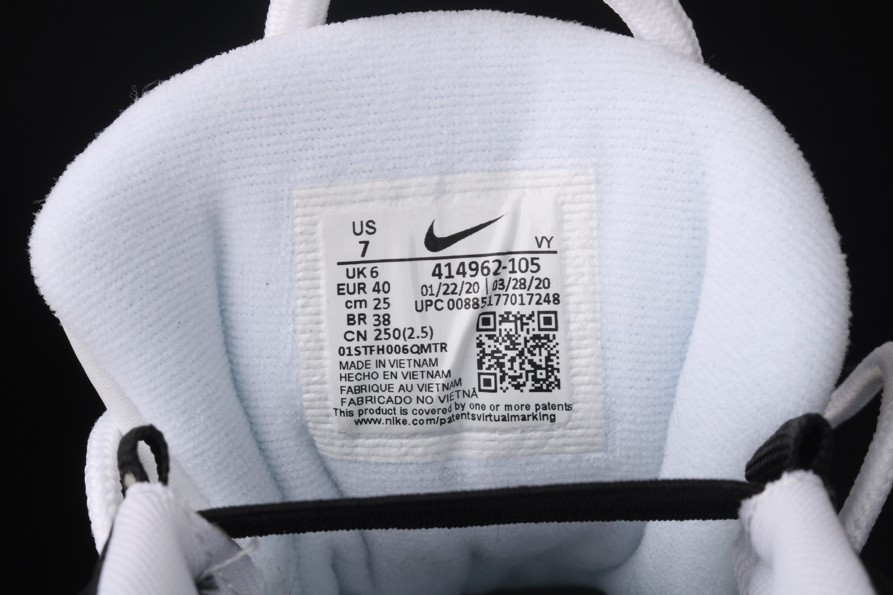 US
7
VY
UK 6
EUR 40
cm 25
BR 38
CN 250(2.5)
01STFH006QMTR
414962-105
01/22/20 | 03/28/20
UPC 00885177017248
MADE IN VIETNAM
HECHO EN VIETNAM
FABRIQUE AU VIETNAM
FABRICADO NO VIETNÃ
This product is covered by one or more patents
www.nike.com/patentsvirtualmarking